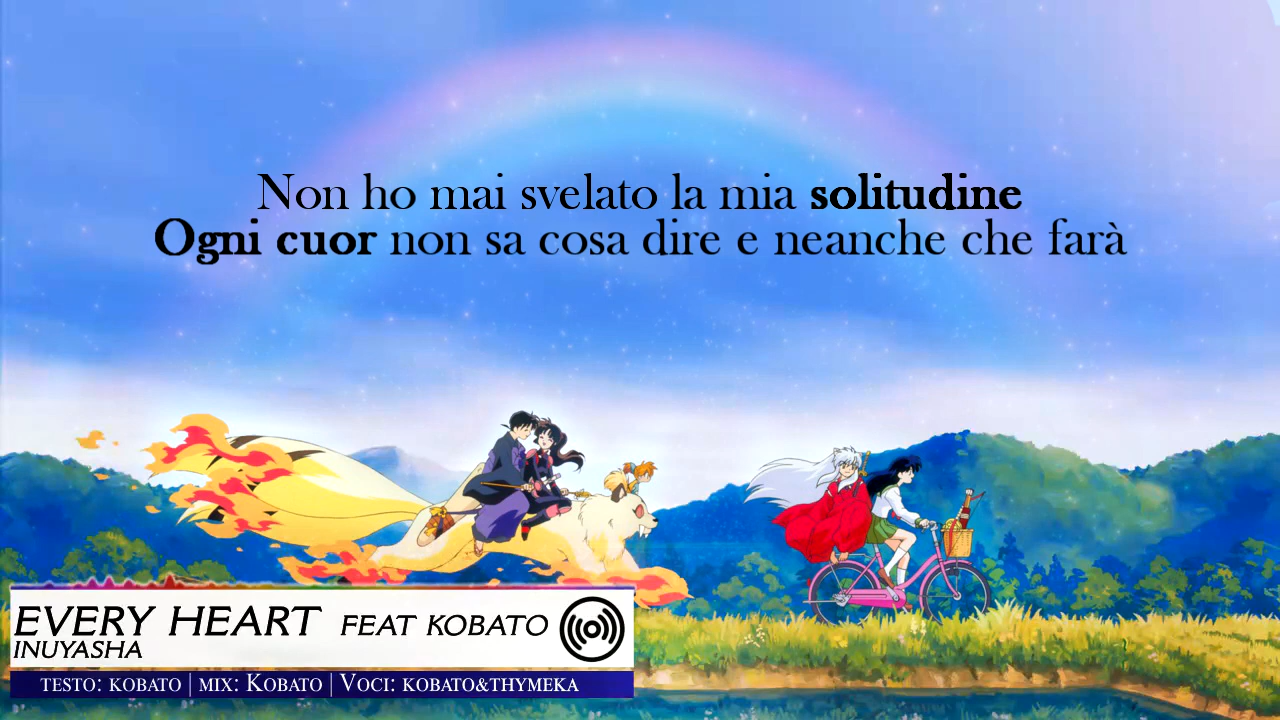 Non ho mai svelato la mia solitudine
Ogni cuor non sa cosa dire e neanche che farà
EVERY HEART FEAT KOBATO
INUYASHA
TESTO: KOBATO | MIX: KOBATO | VOCI: KOBATO&THYMEKA